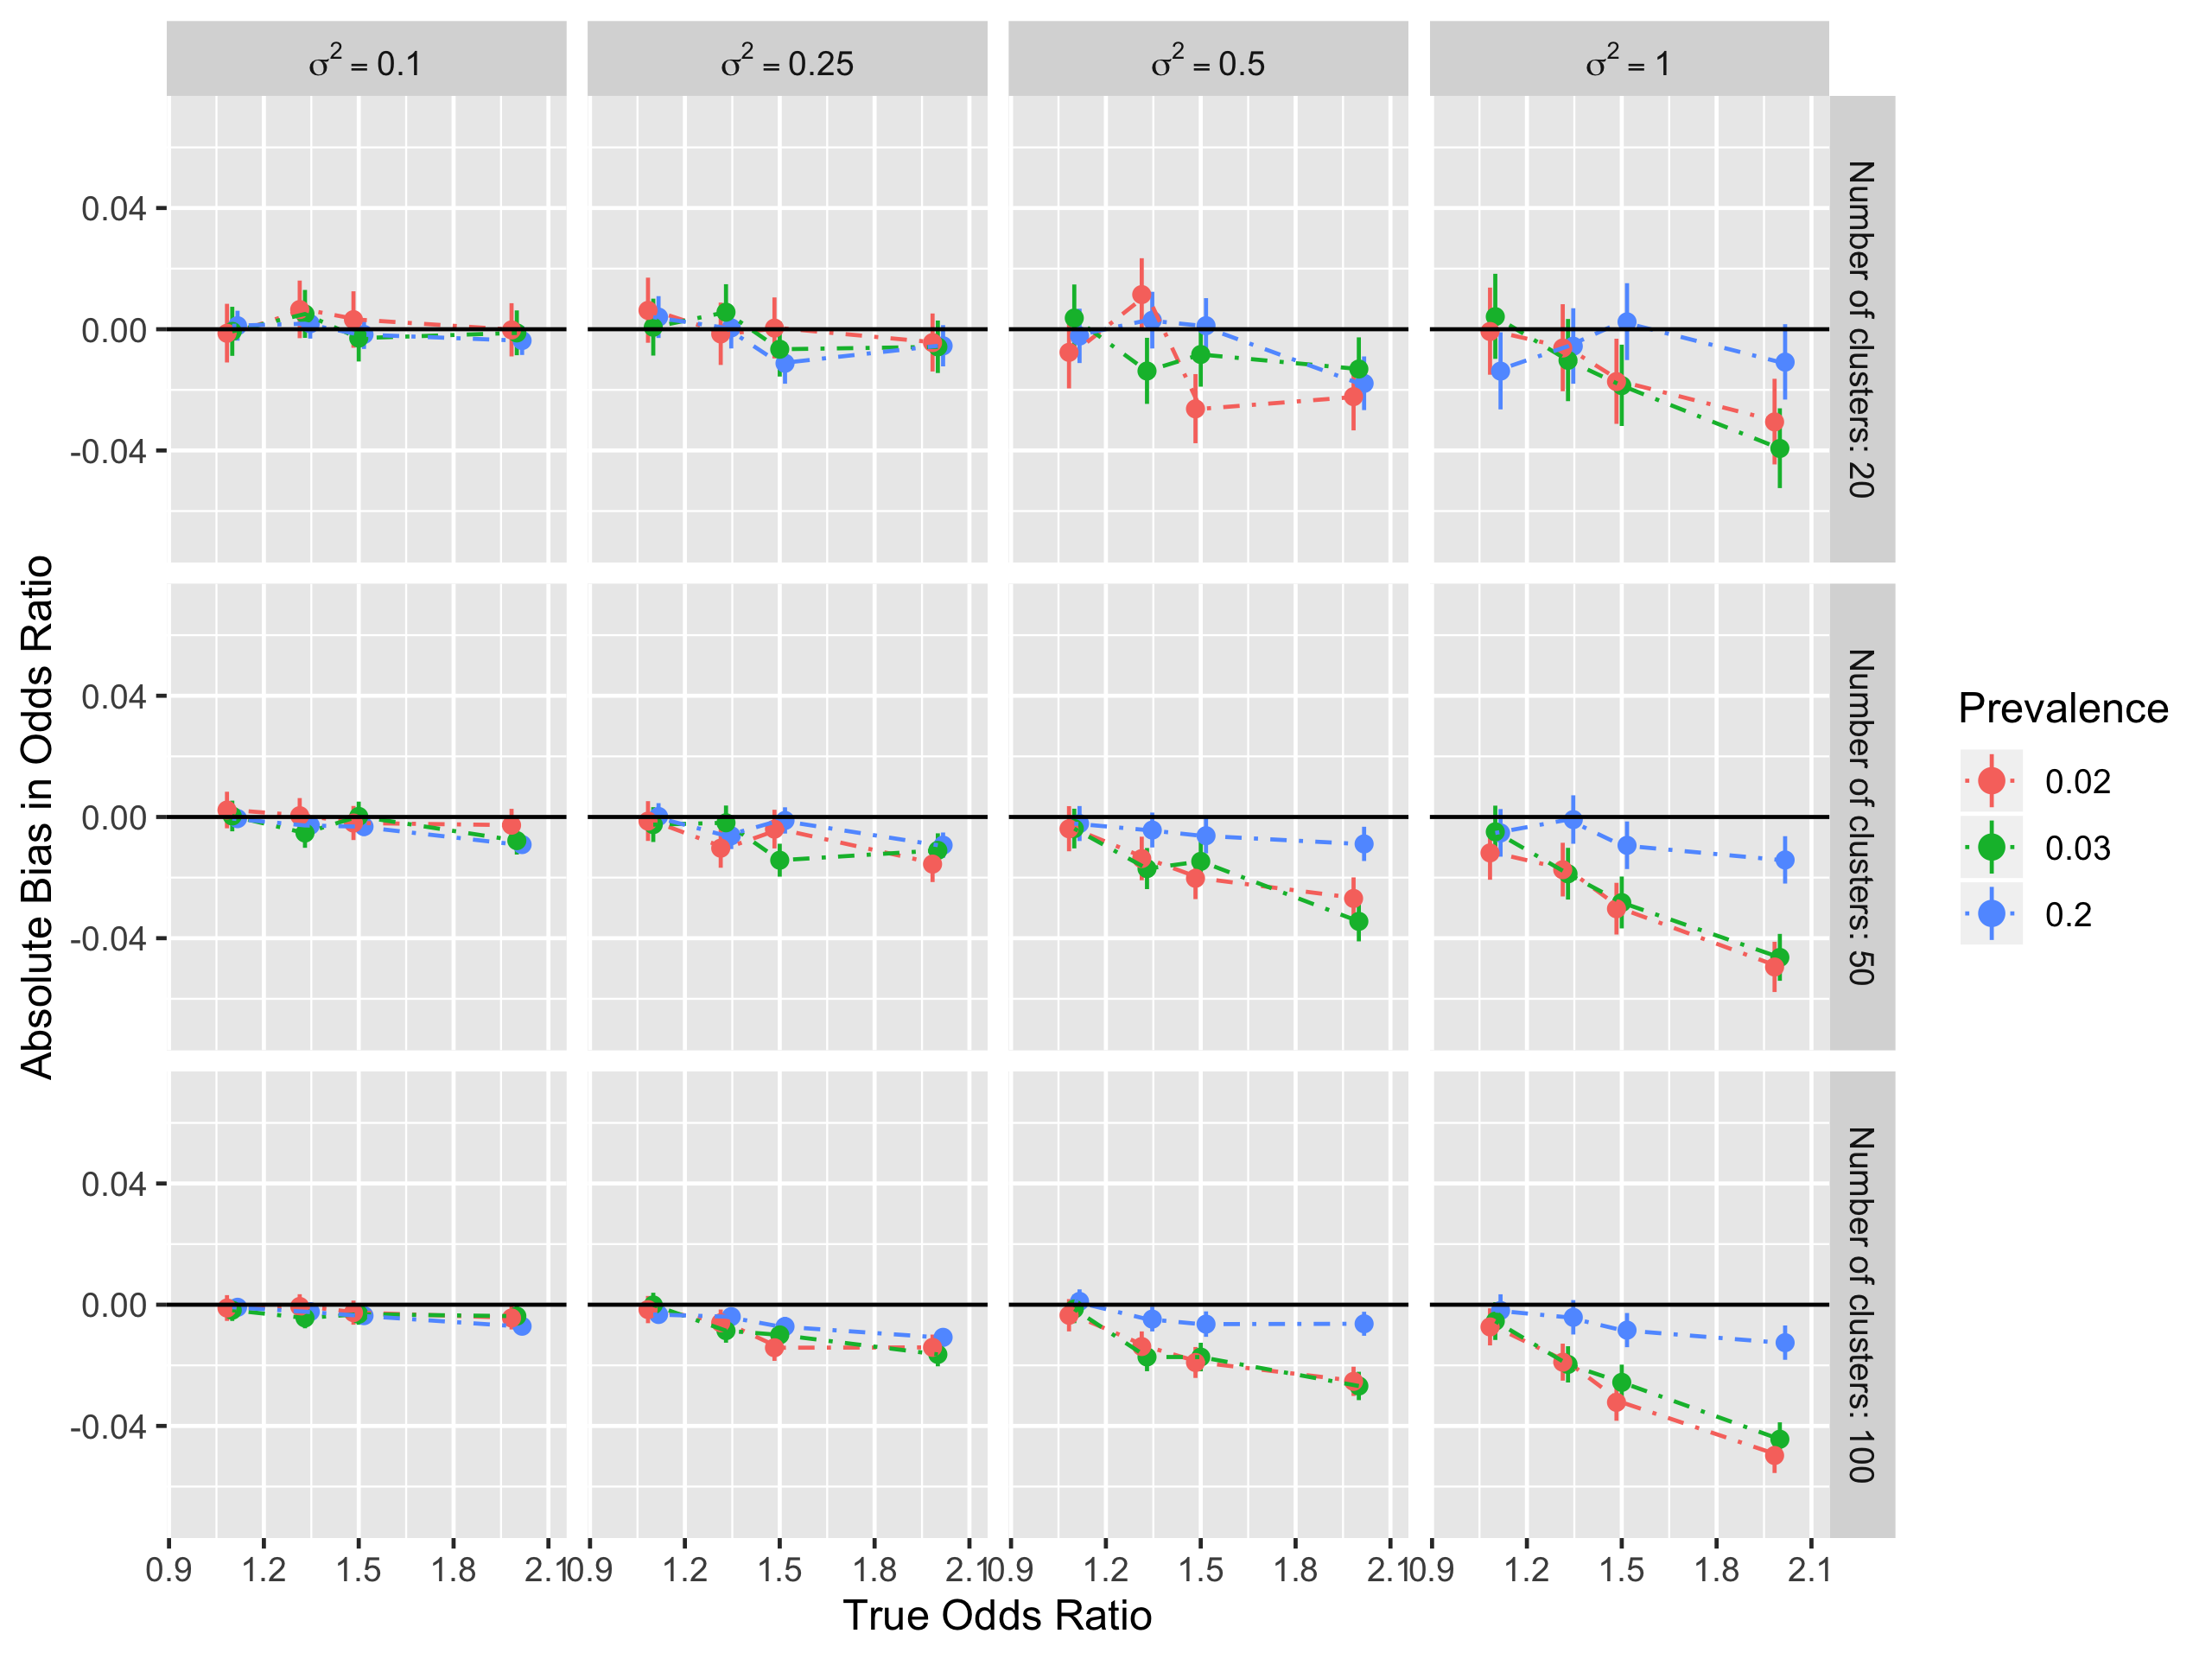 σ² = 0.1
σ² = 0.25
σ² = 0.5
σ² = 1
0.04
0.00
-0.04
Number of clusters: 20
0.04
0.00
-0.04
Number of clusters: 50
0.04
0.00
-0.04
Number of clusters: 100
0.9 1.2 1.5 1.8 2.1
0.9 1.2 1.5 1.8 2.1
0.9 1.2 1.5 1.8 2.1
0.9 1.2 1.5 1.8 2.1
True Odds Ratio
Absolute Bias in Odds Ratio
Prevalence
0.02
0.03
0.2